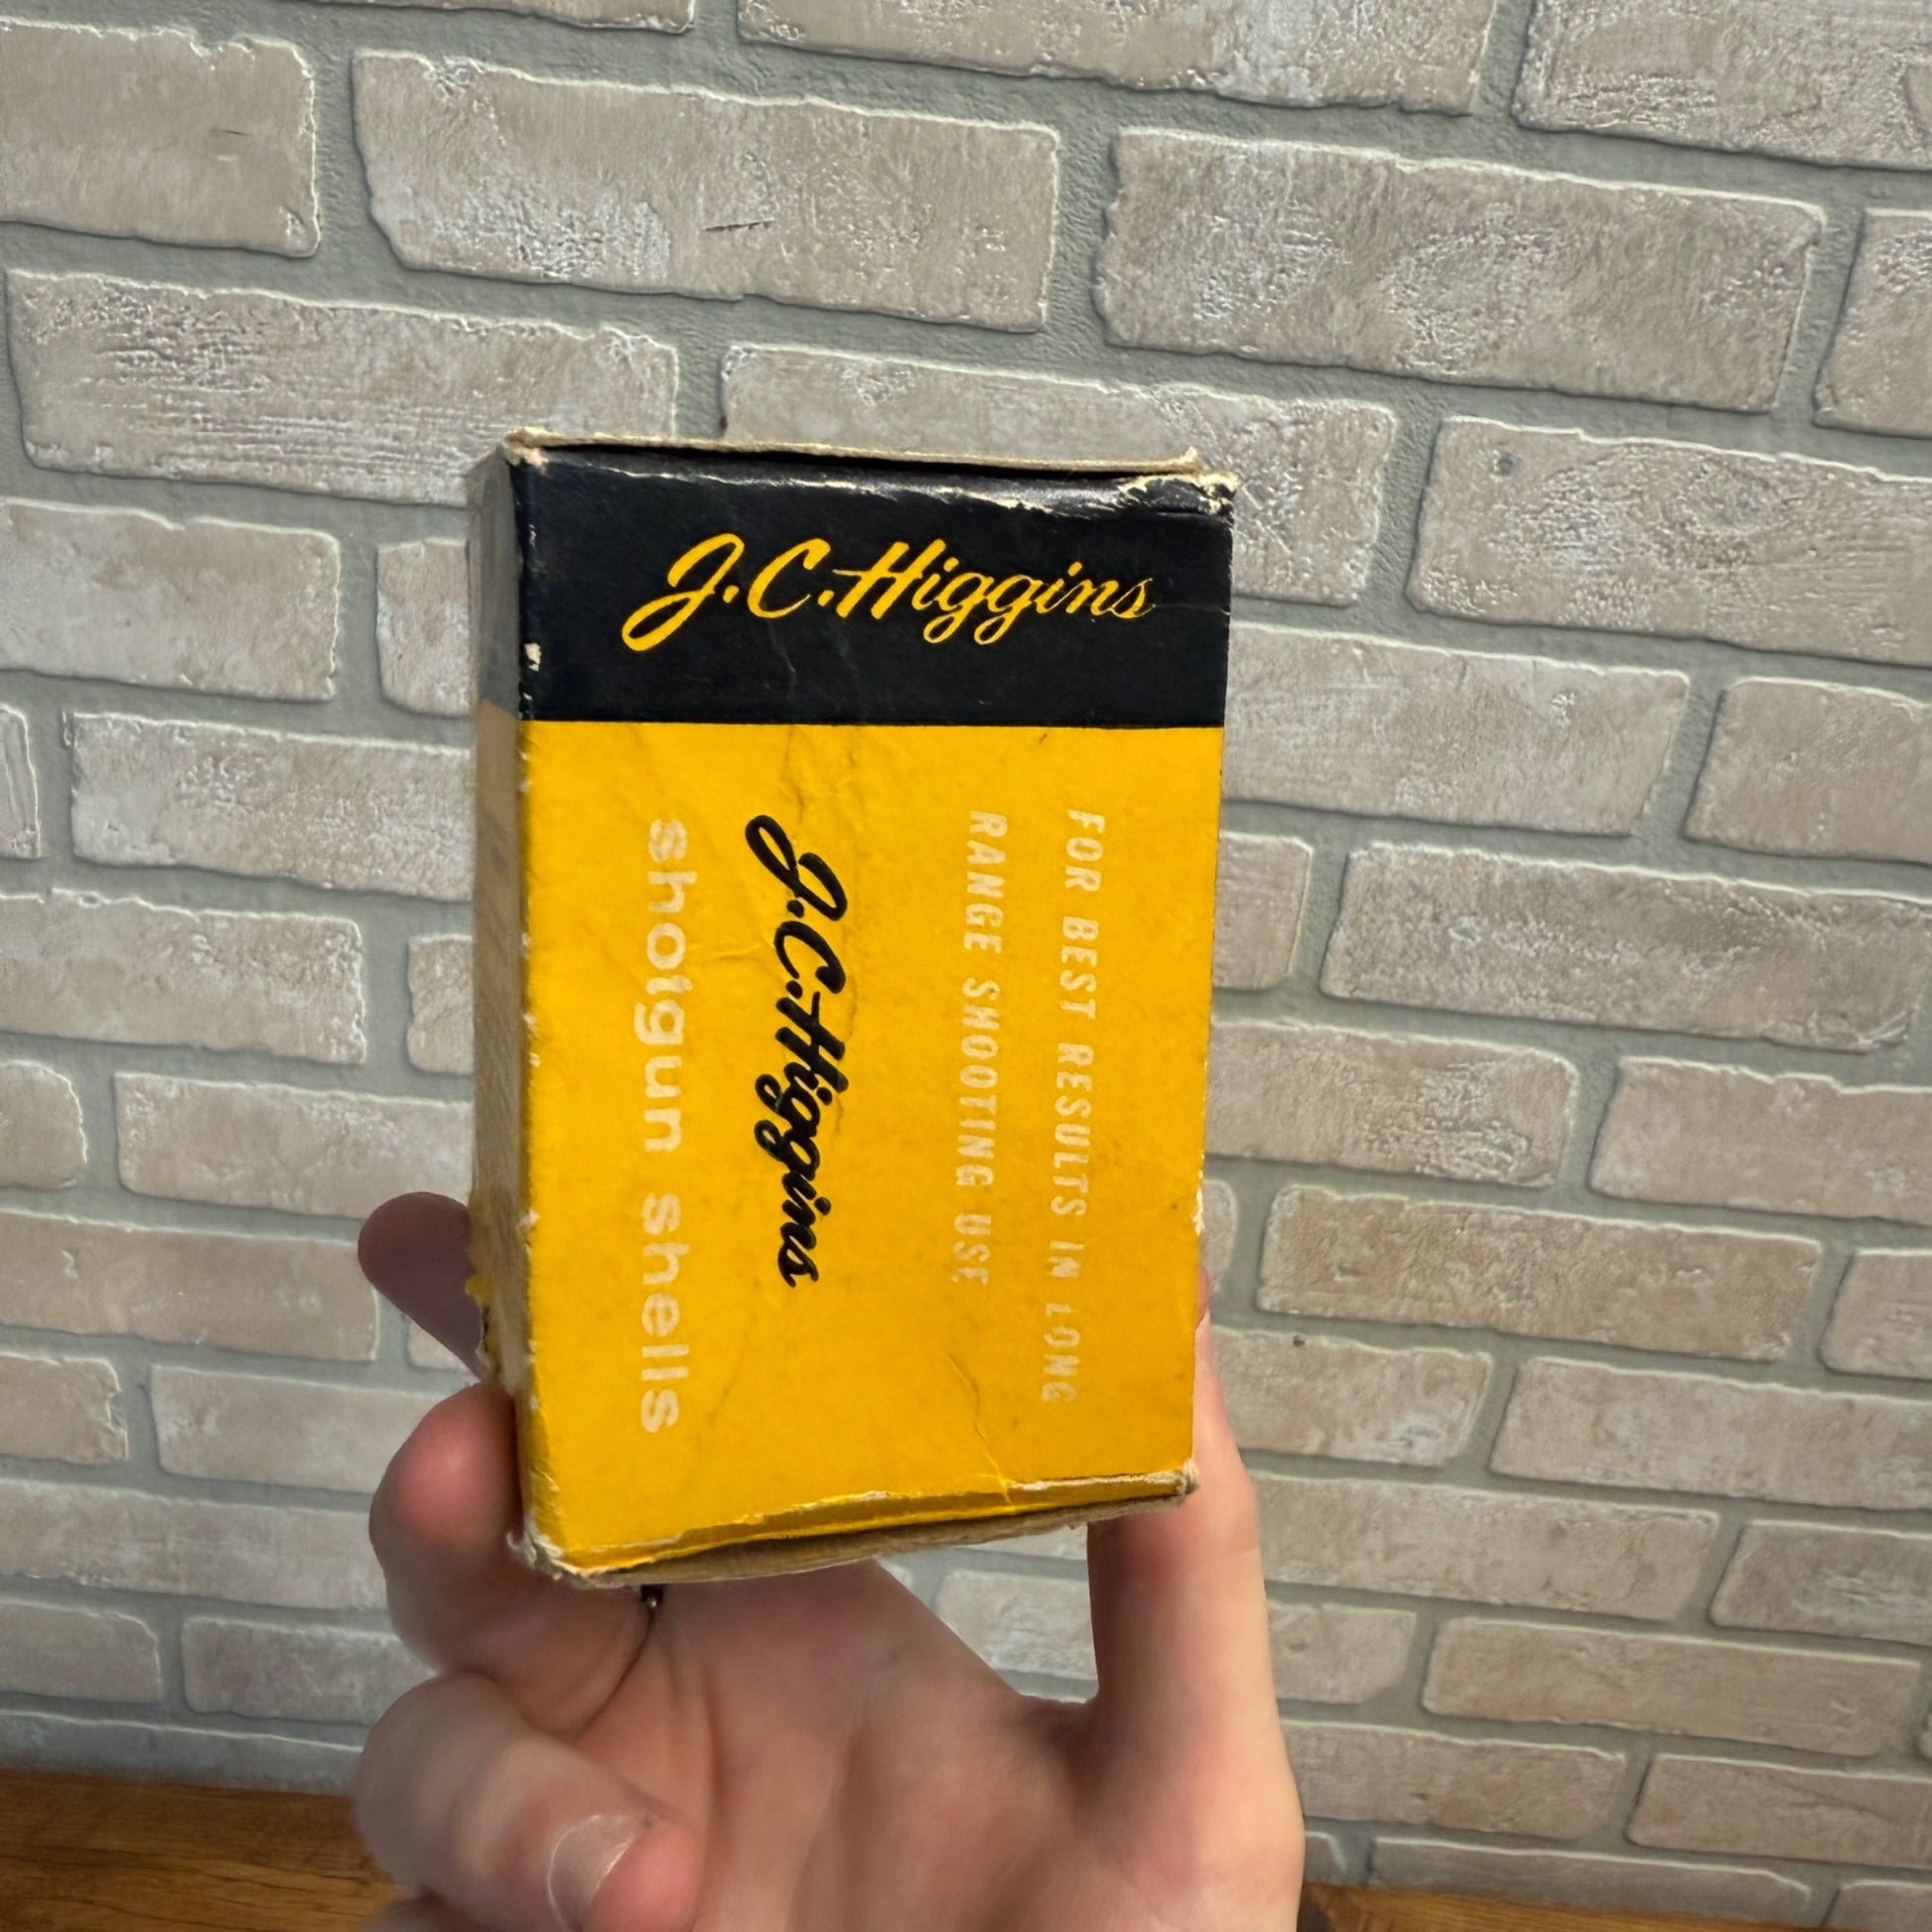 J.C. Higgins
FOR BEST RESULTS IN LONG
RANGE SHOOTING USE
J.C. Higgins
shotgun shells